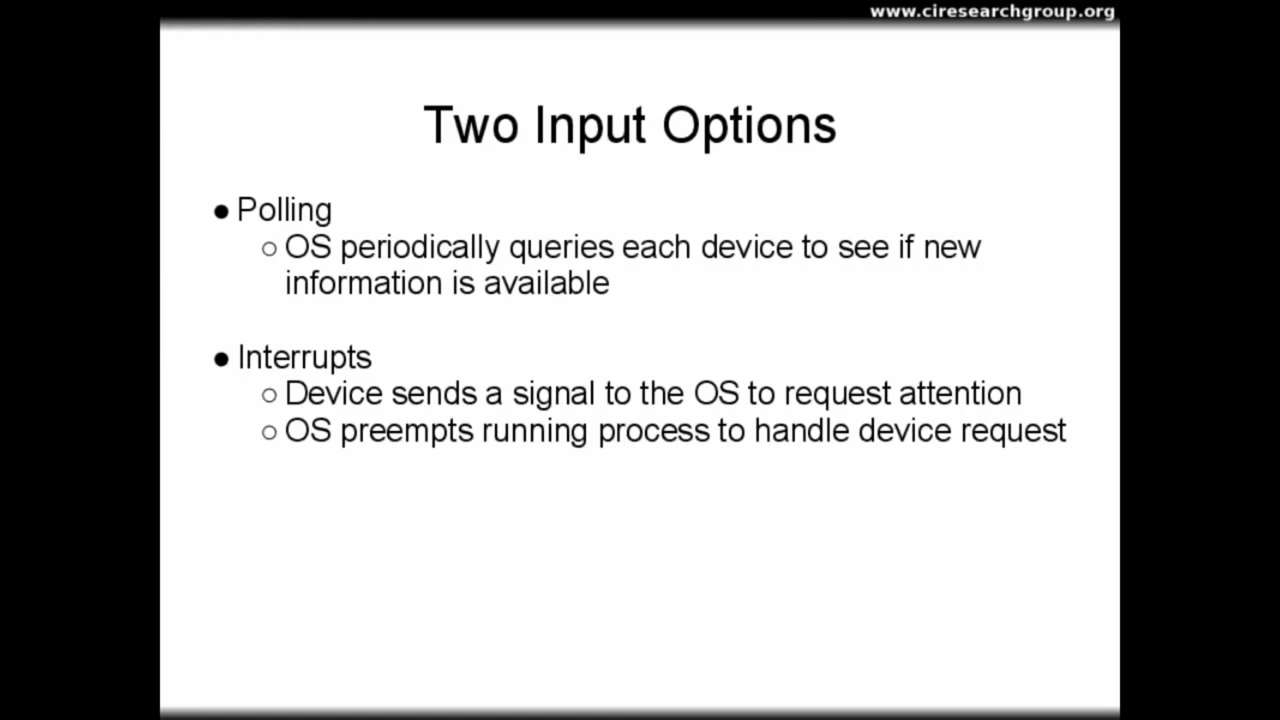 www.ciresearchgroup.org
Two Input Options
● Polling
○ OS periodically queries each device to see if new
information is available
● Interrupts
○ Device sends a signal to the OS to request attention
○ OS preempts running process to handle device request